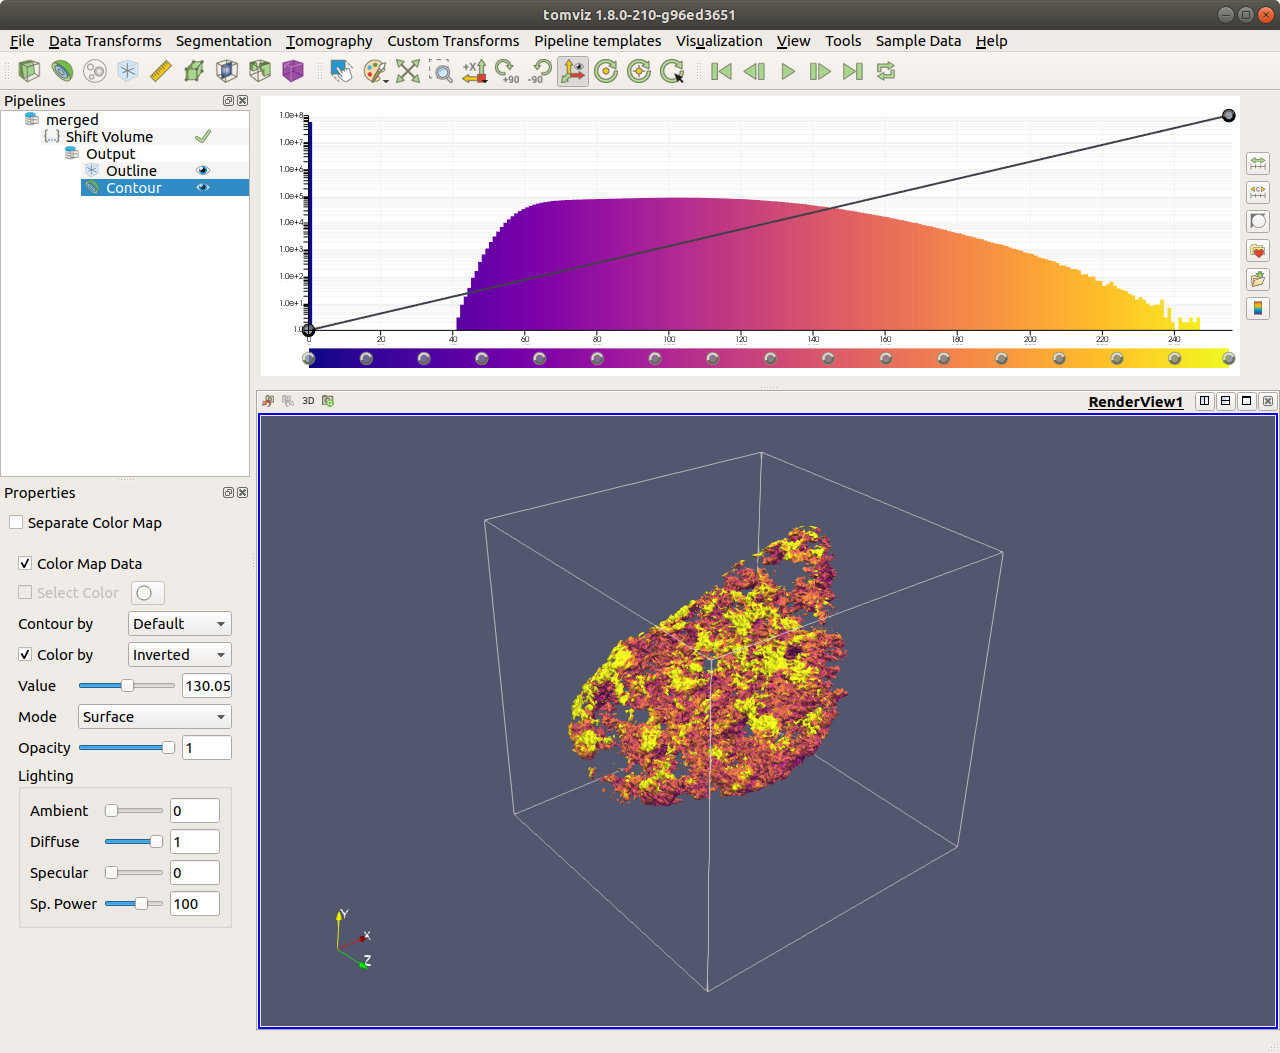 tomviz 1.8.0-210-g96ed3651
File Data Transforms Segmentation Tomography Custom Transforms Pipeline templates Visualization View Tools Sample Data Help
+X +90 -90
Pipelines
merged
Shift Volume
Output
Outline
Contour
1.0e+8
1.0e+7
1.0e+6
1.0e+5
1.0e+4
1.0e+3
1.0e+2
1.0e+1
0 20 40 60 80 100 120 140 160 180 200 220 240
3D RenderView1
Properties
Separate Color Map
Color Map Data
Select Color
Contour by Default
Color by Inverted
Value 130.05
Mode Surface
Opacity 1
Lighting
Ambient 0
Diffuse 1
Specular 0
Sp. Power 100
Y
X
Z